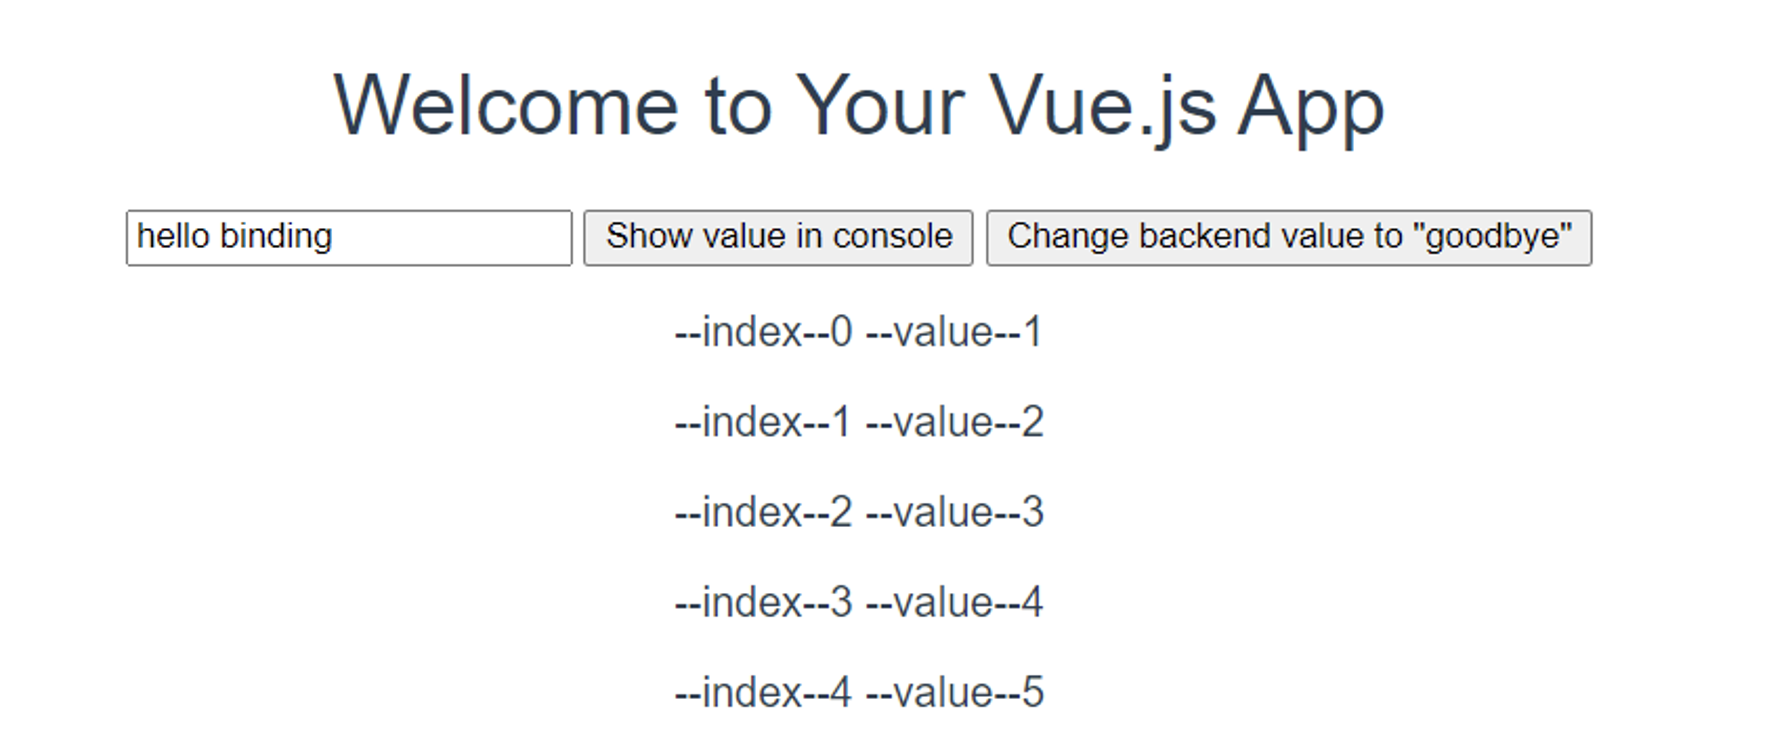 Welcome to Your Vue.js App
hello binding Show value in console Change backend value to "goodbye"
--index--0 --value--1
--index--1 --value--2
--index--2 --value--3
--index--3 --value--4
--index--4 --value--5